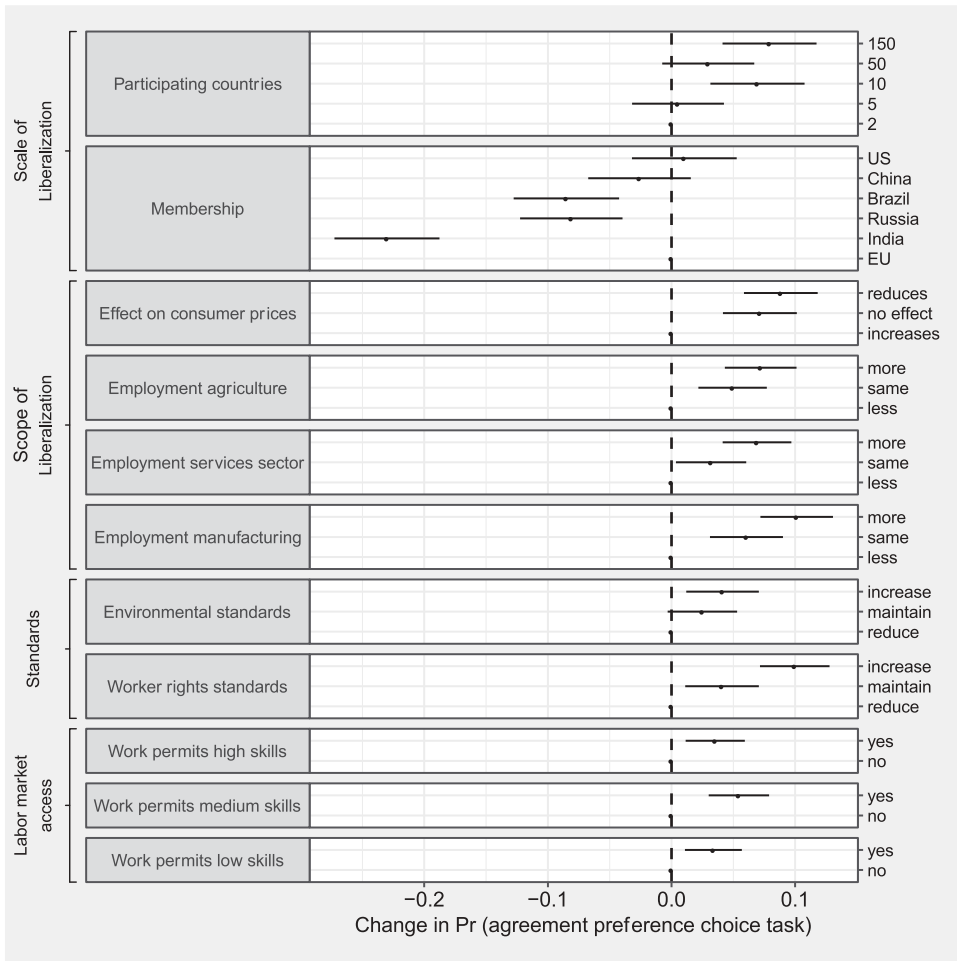 Scale of
Liberalization
Participating countries
150
50
10
5
2
Membership
US
China
Brazil
Russia
India
EU
Scope of
Liberalization
Effect on consumer prices
reduces
no effect
increases
Employment agriculture
more
same
less
Employment services sector
more
same
less
Employment manufacturing
more
same
less
Standards
Environmental standards
increase
maintain
reduce
Worker rights standards
increase
maintain
reduce
Labor market
access
Work permits high skills
yes
no
Work permits medium skills
yes
no
Work permits low skills
yes
no
−0.2 −0.1 0.0 0.1
Change in Pr (agreement preference choice task)